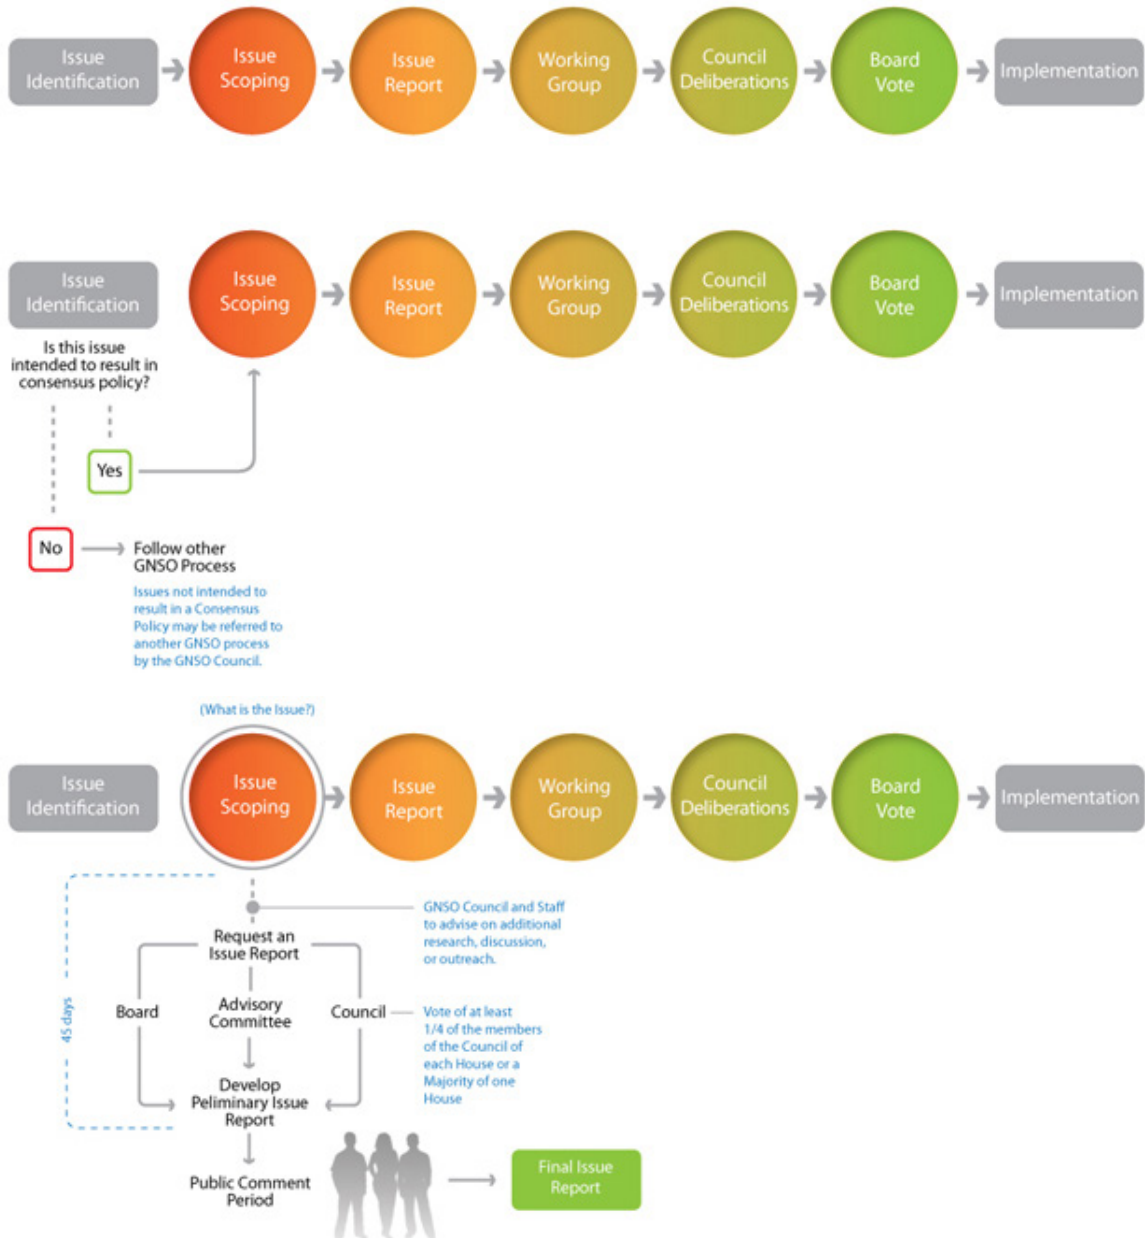 Issue
Identification
Issue
Scoping
Issue
Report
Working
Group
Council
Deliberations
Board
Vote
Implementation
Issue
Identification
Issue
Scoping
Issue
Report
Working
Group
Council
Deliberations
Board
Vote
Implementation
Is this issue
intended to result in
consensus policy?
Yes
No
Follow other
GNSO Process
Issues not intended to
result in a Consensus
Policy may be referred to
another GNSO process
by the GNSO Council.
(What is the Issue?)
Issue
Identification
Issue
Scoping
Issue
Report
Working
Group
Council
Deliberations
Board
Vote
Implementation
45 days
GNSO Council and Staff
to advise on additional
research, discussion,
or outreach.
Request an
Issue Report
Board
Advisory
Committee
Council
Vote of at least
1/4 of the members
of the Council of
each House or a
Majority of one
House
Develop
Peliminary Issue
Report
Public Comment
Period
Final Issue
Report